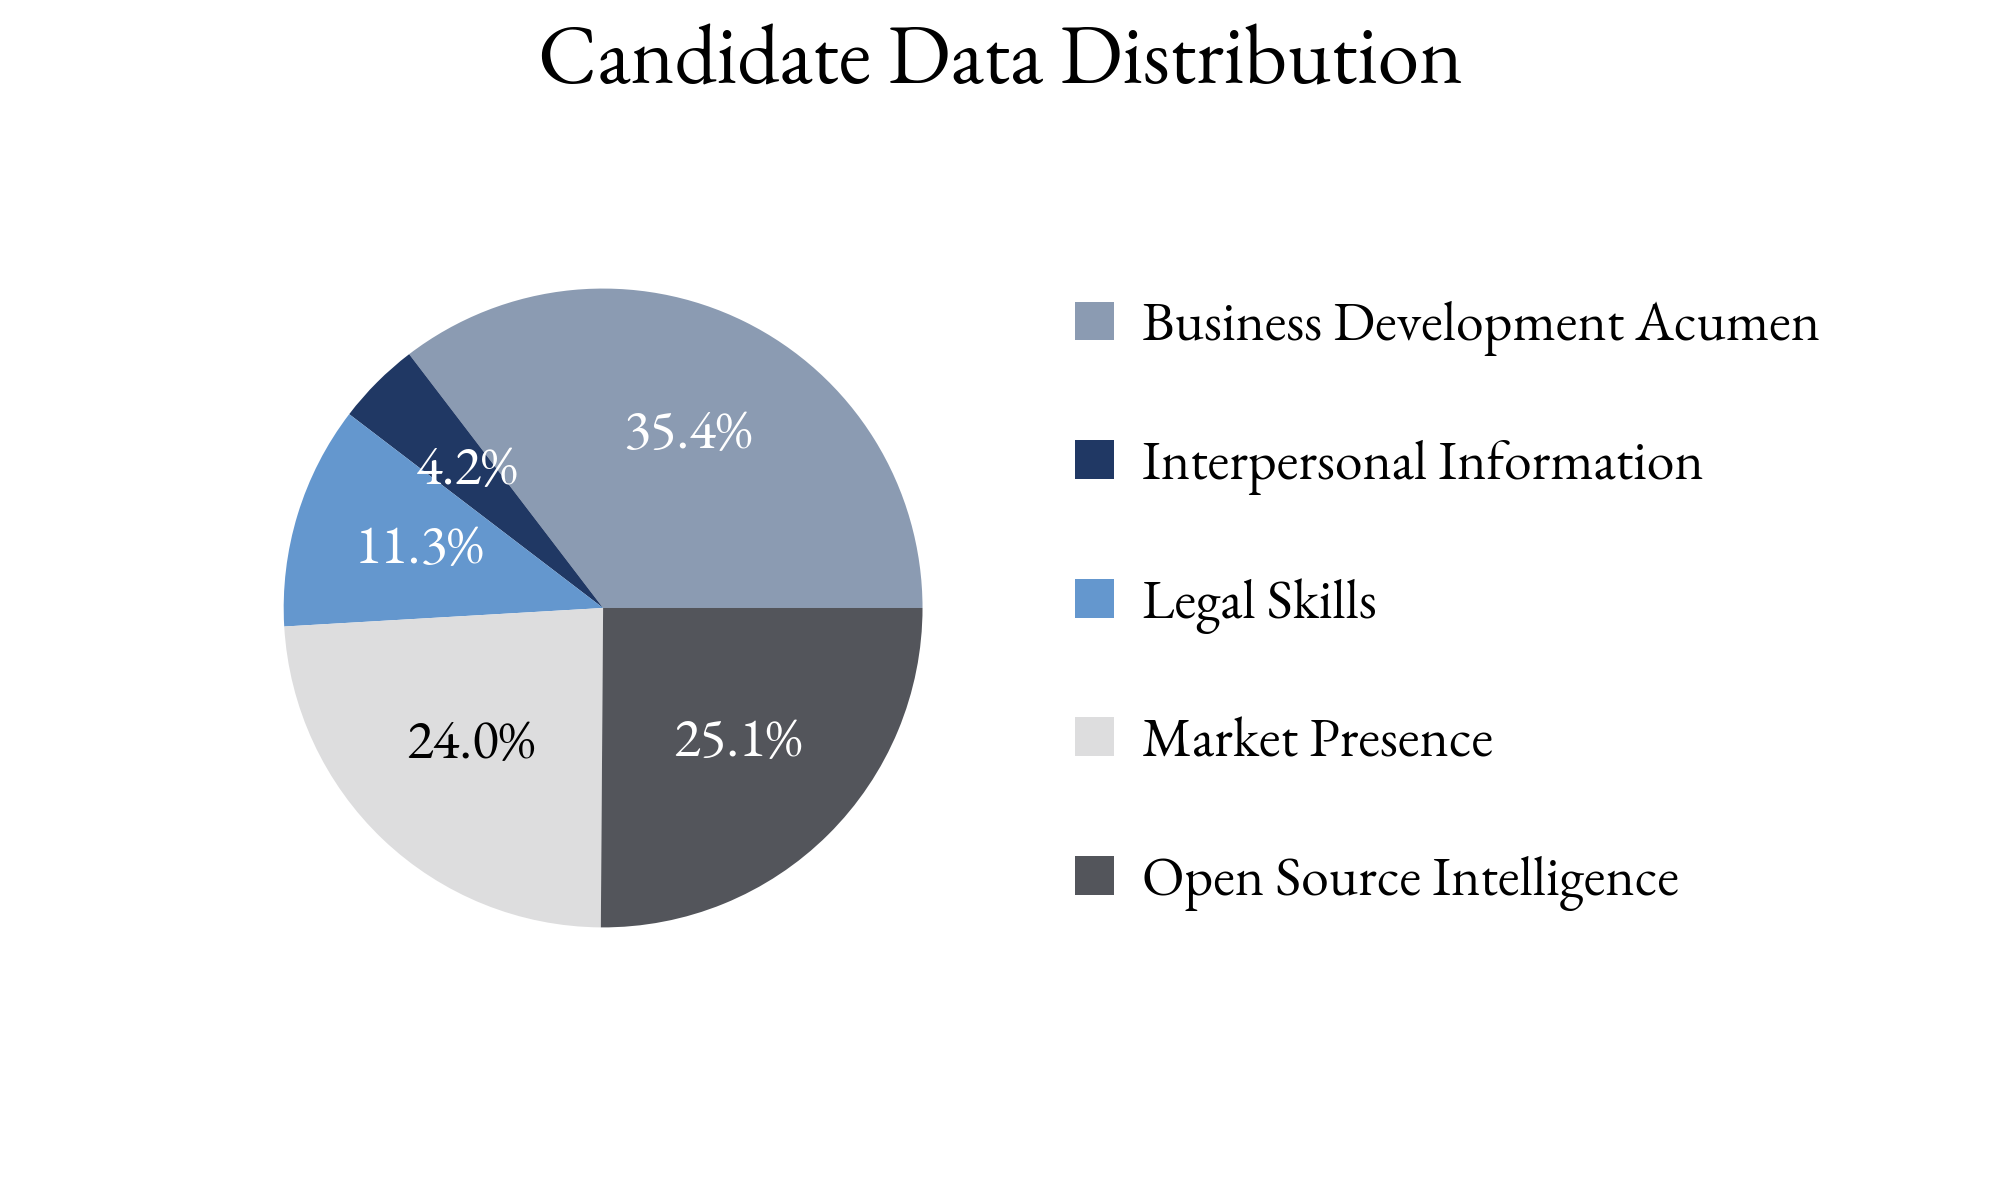 Candidate Data Distribution
35.4%
4.2%
11.3%
24.0%
25.1%
Business Development Acumen
Interpersonal Information
Legal Skills
Market Presence
Open Source Intelligence